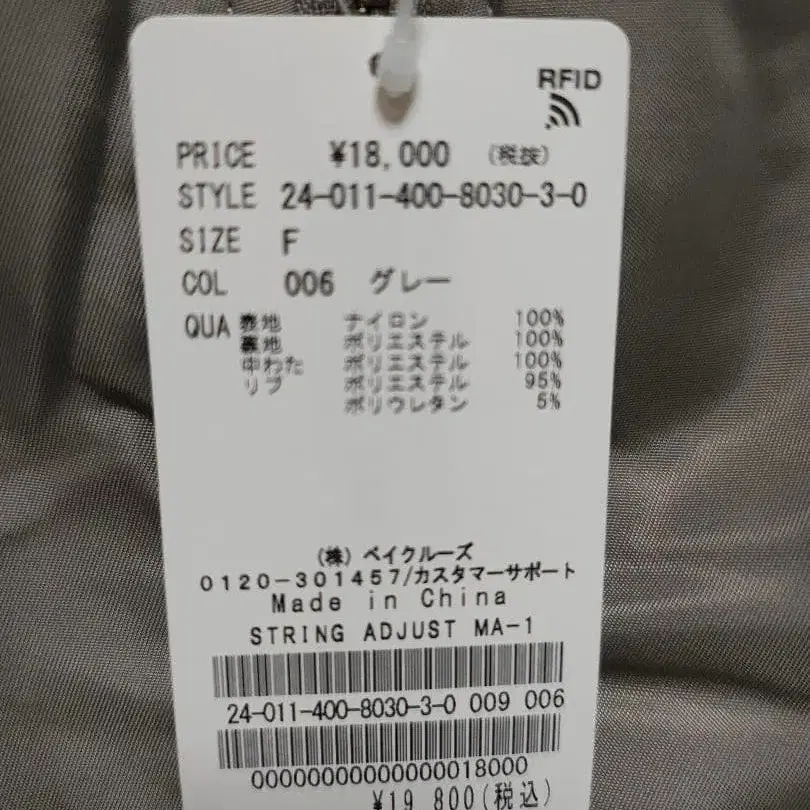 RFID
PRICE ¥18,000 (税抜)
STYLE 24-011-400-8030-3-0
SIZE F
COL 006 グレー
QUA 表地 ナイロン 100%
裏地 ポリエステル 100%
中わた ポリエステル 100%
リブ ポリエステル 95%
ポリウレタン 5%
(株) ベイクルーズ
0120-301457/カスタマーサポート
Made in China
STRING ADJUST MA-1
24-011-400-8030-3-0 009 006
00000000000000018000
¥19 800(税込)